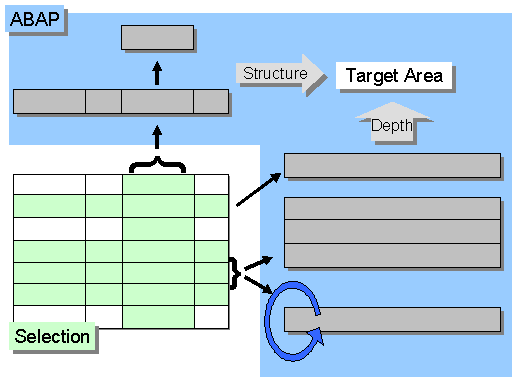 ABAP
Structure
Target Area
Depth
Selection